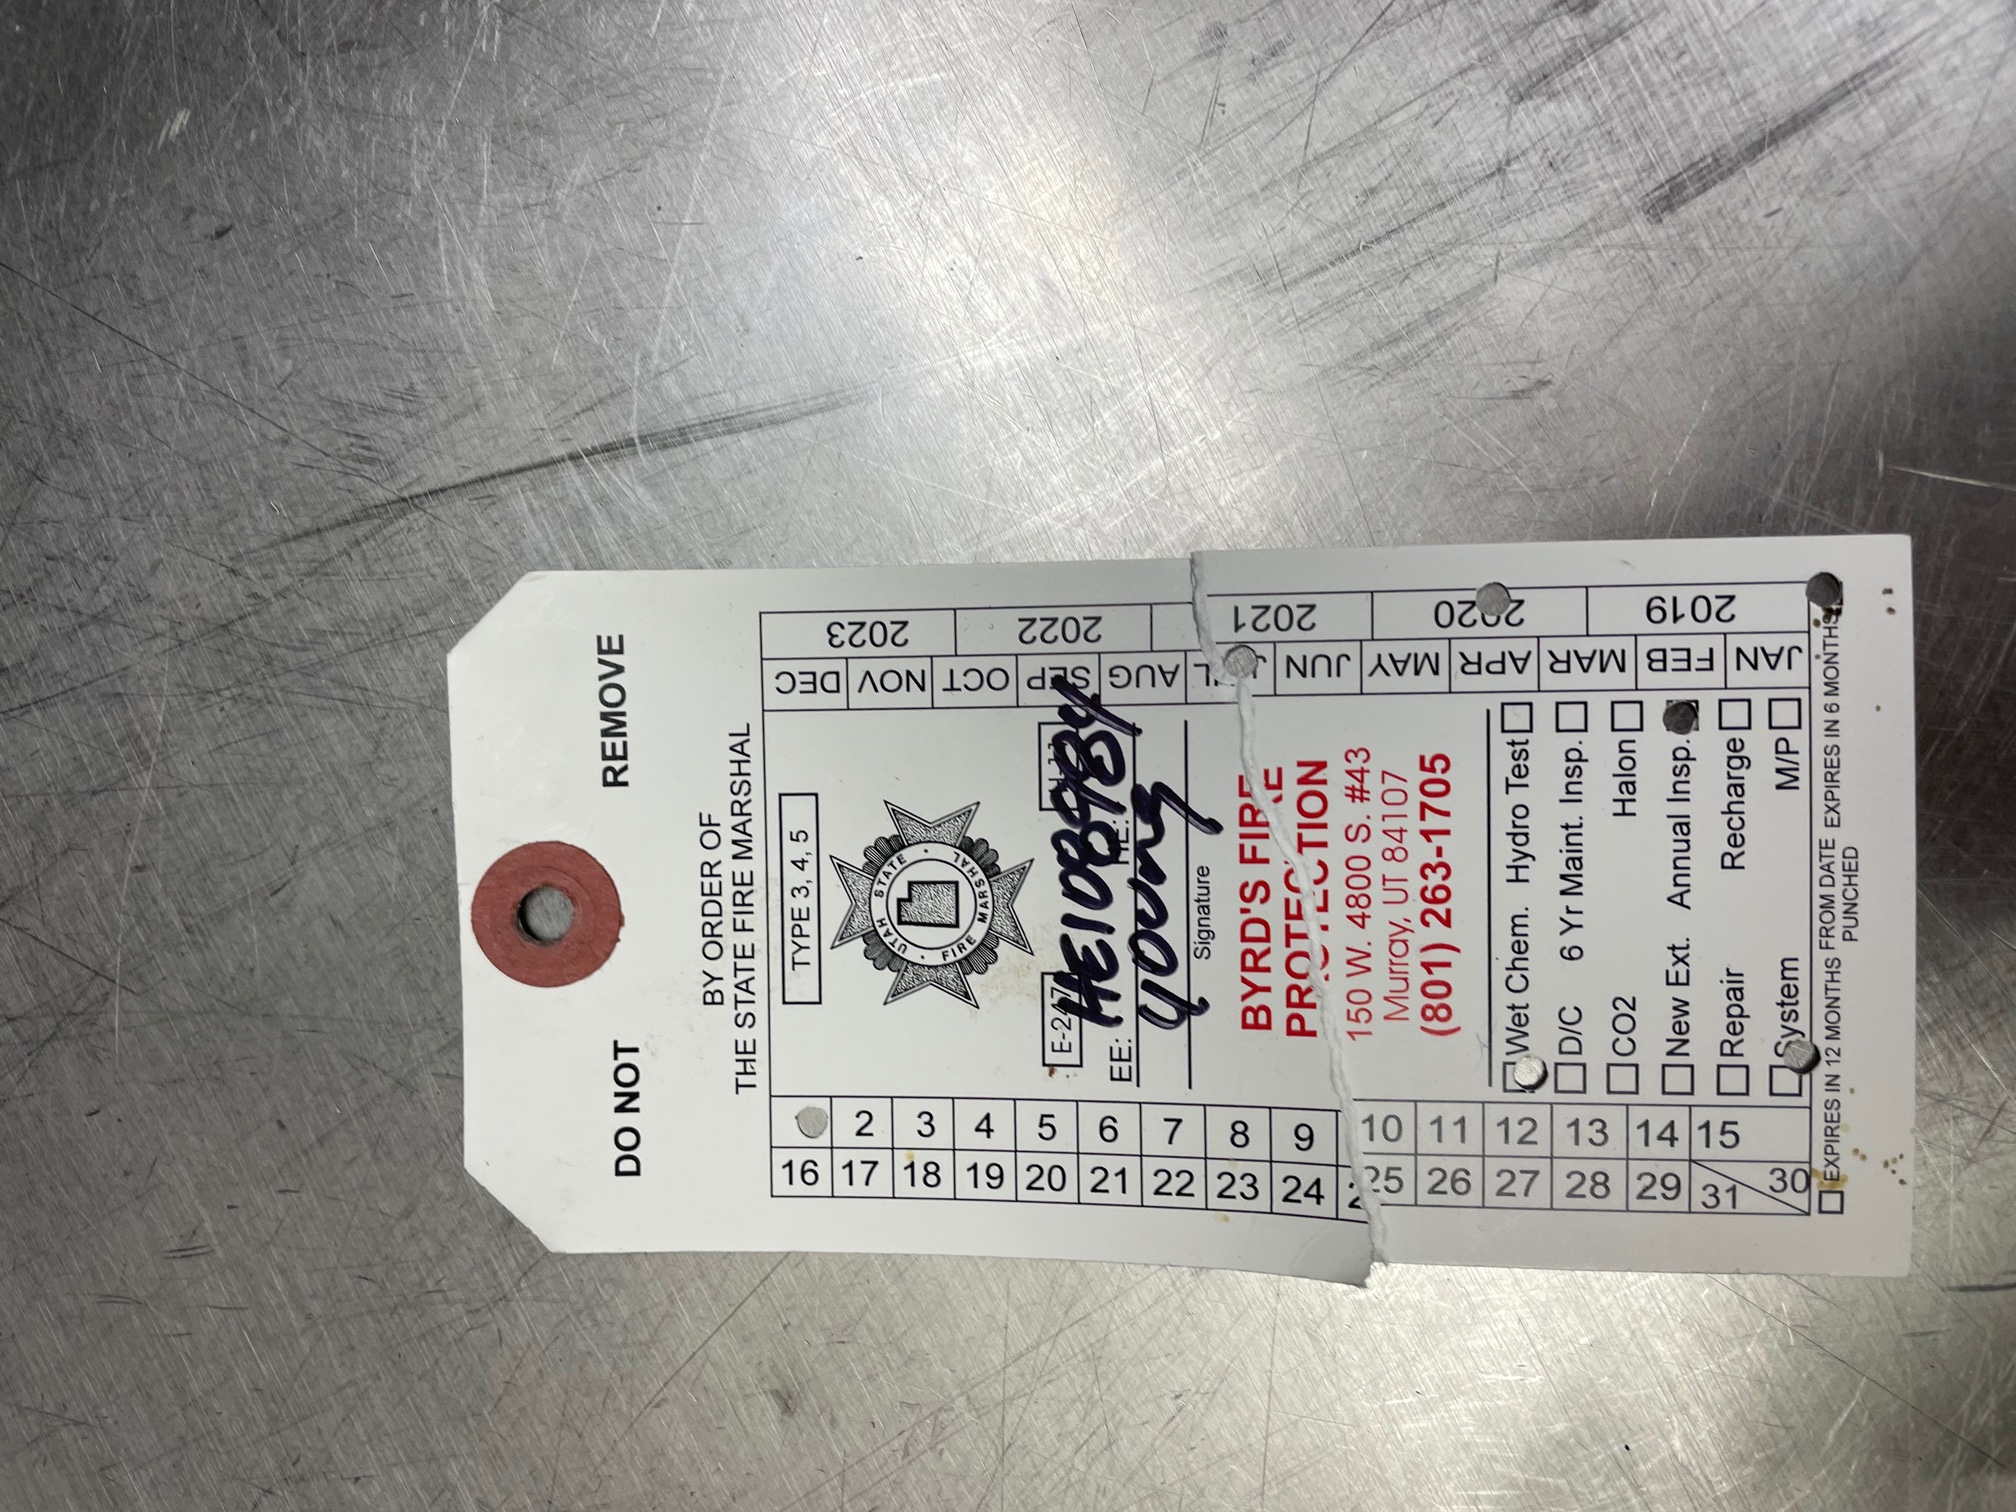 DO NOT REMOVE
BY ORDER OF
THE STATE FIRE MARSHAL
TYPE 3, 4, 5
UTAH STATE FIRE MARSHAL
E-247
EE: HE:
young
Signature
BYRD'S FIRE
PROTECTION
150 W. 4800 S. #43
Murray, UT 84107
(801) 263-1705
Wet Chem. Hydro Test
D/C 6 Yr Maint. Insp.
CO2 Halon
New Ext. Annual Insp.
Repair Recharge
System M/P
EXPIRES IN 12 MONTHS FROM DATE EXPIRES IN 6 MONTHS
PUNCHED
16 17 18 19 20 21 22 23 24 25 26 27 28 29 31 30
2 3 4 5 6 7 8 9 10 11 12 13 14 15
JAN FEB MAR APR MAY JUN AUG SEP OCT NOV DEC
2019 2020 2021 2022 2023